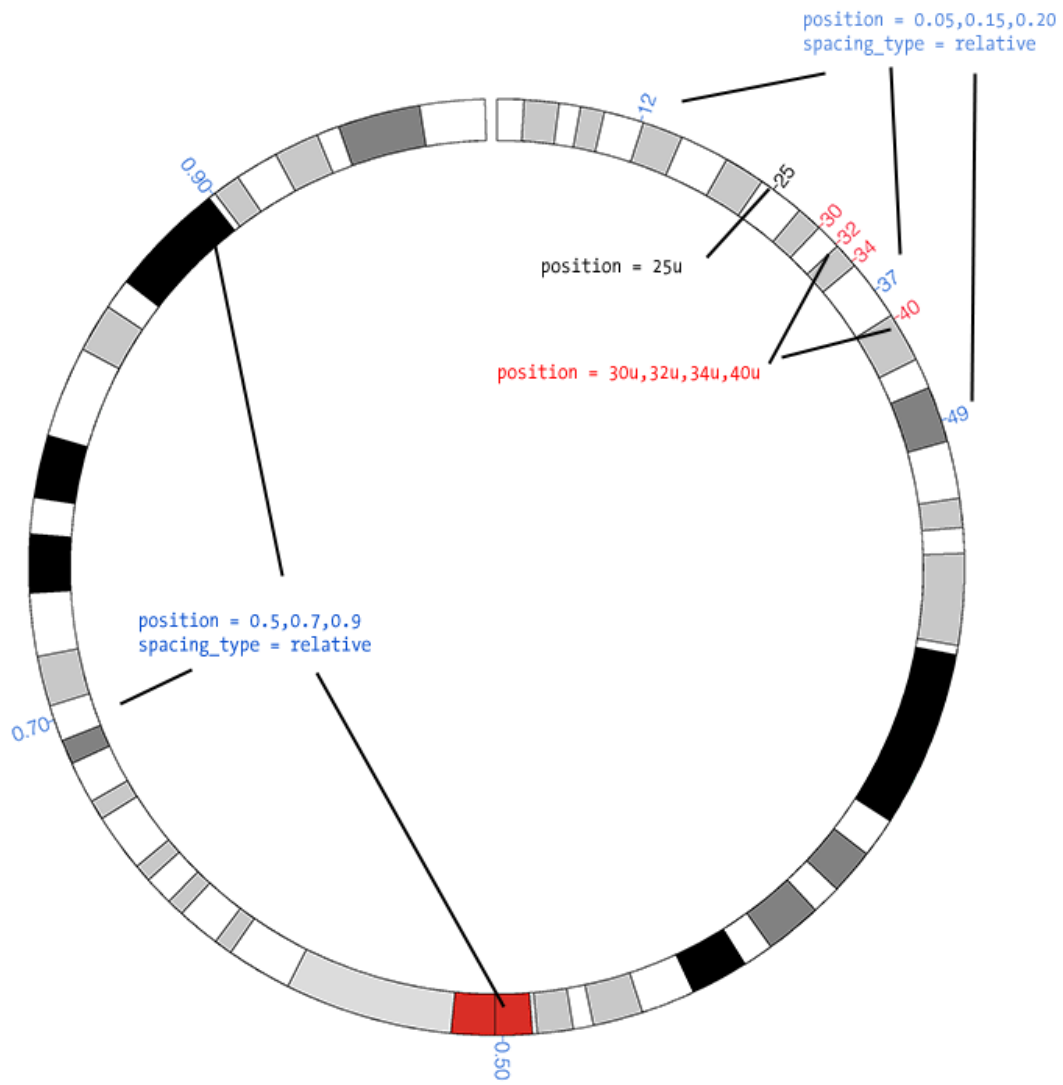 position = 0.05,0.15,0.20
spacing_type = relative
12
25
30
32
34
37
40
49
0.90
position = 25u
position = 30u,32u,34u,40u
position = 0.5,0.7,0.9
spacing_type = relative
0.70
0.50